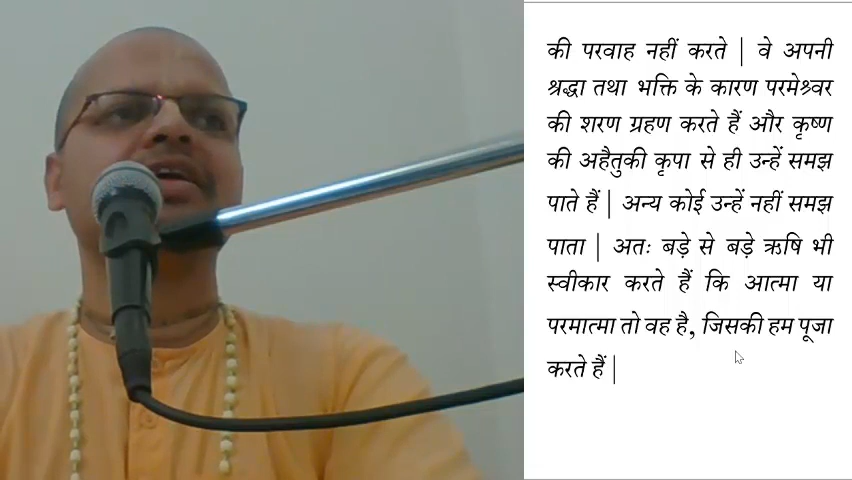 की परवाह नहीं करते | वे अपनी
श्रद्धा तथा भक्ति के कारण परमेश्र्वर
की शरण ग्रहण करते हैं और कृष्ण
की अहैतुकी कृपा से ही उन्हें समझ
पाते हैं | अन्य कोई उन्हें नहीं समझ
पाता | अतः बड़े से बड़े ऋषि भी
स्वीकार करते हैं कि आत्मा या
परमात्मा तो वह है, जिसकी हम पूजा
करते हैं |